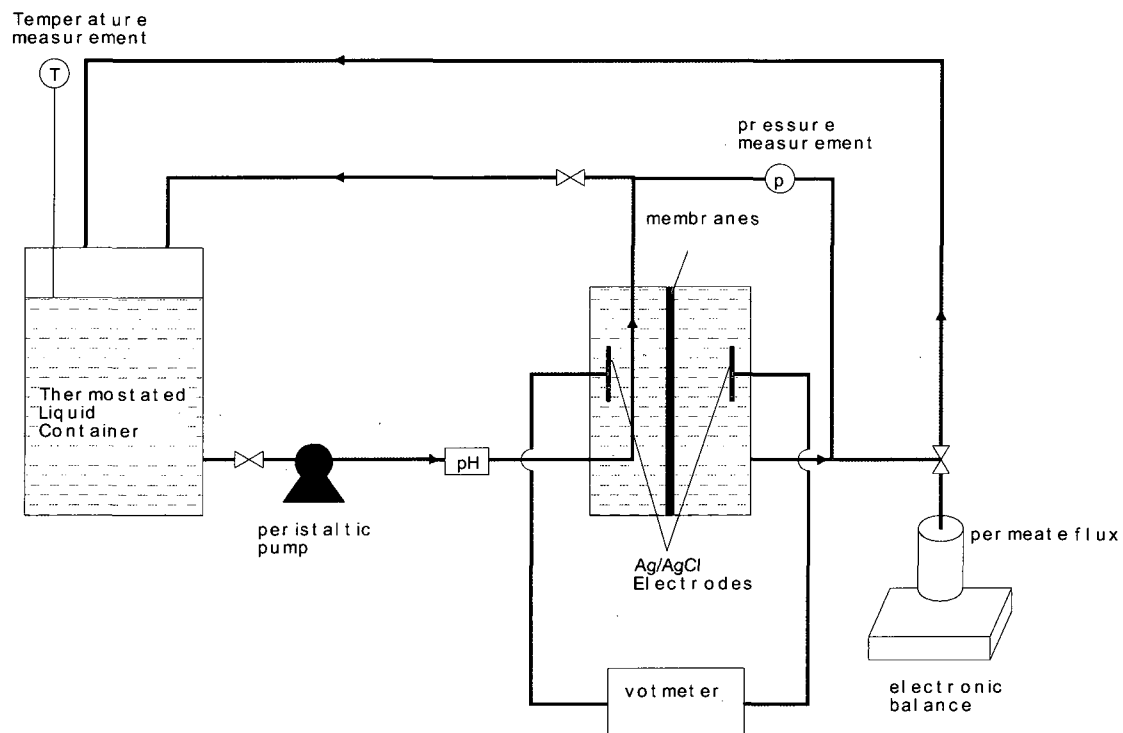 Temperature
measurement
T
pressure
measurement
p
membranes
Thermostated
Liquid
Container
pH
peristaltic
pump
Ag/AgCl
Electrodes
permeate flux
votmeter
electronic
balance